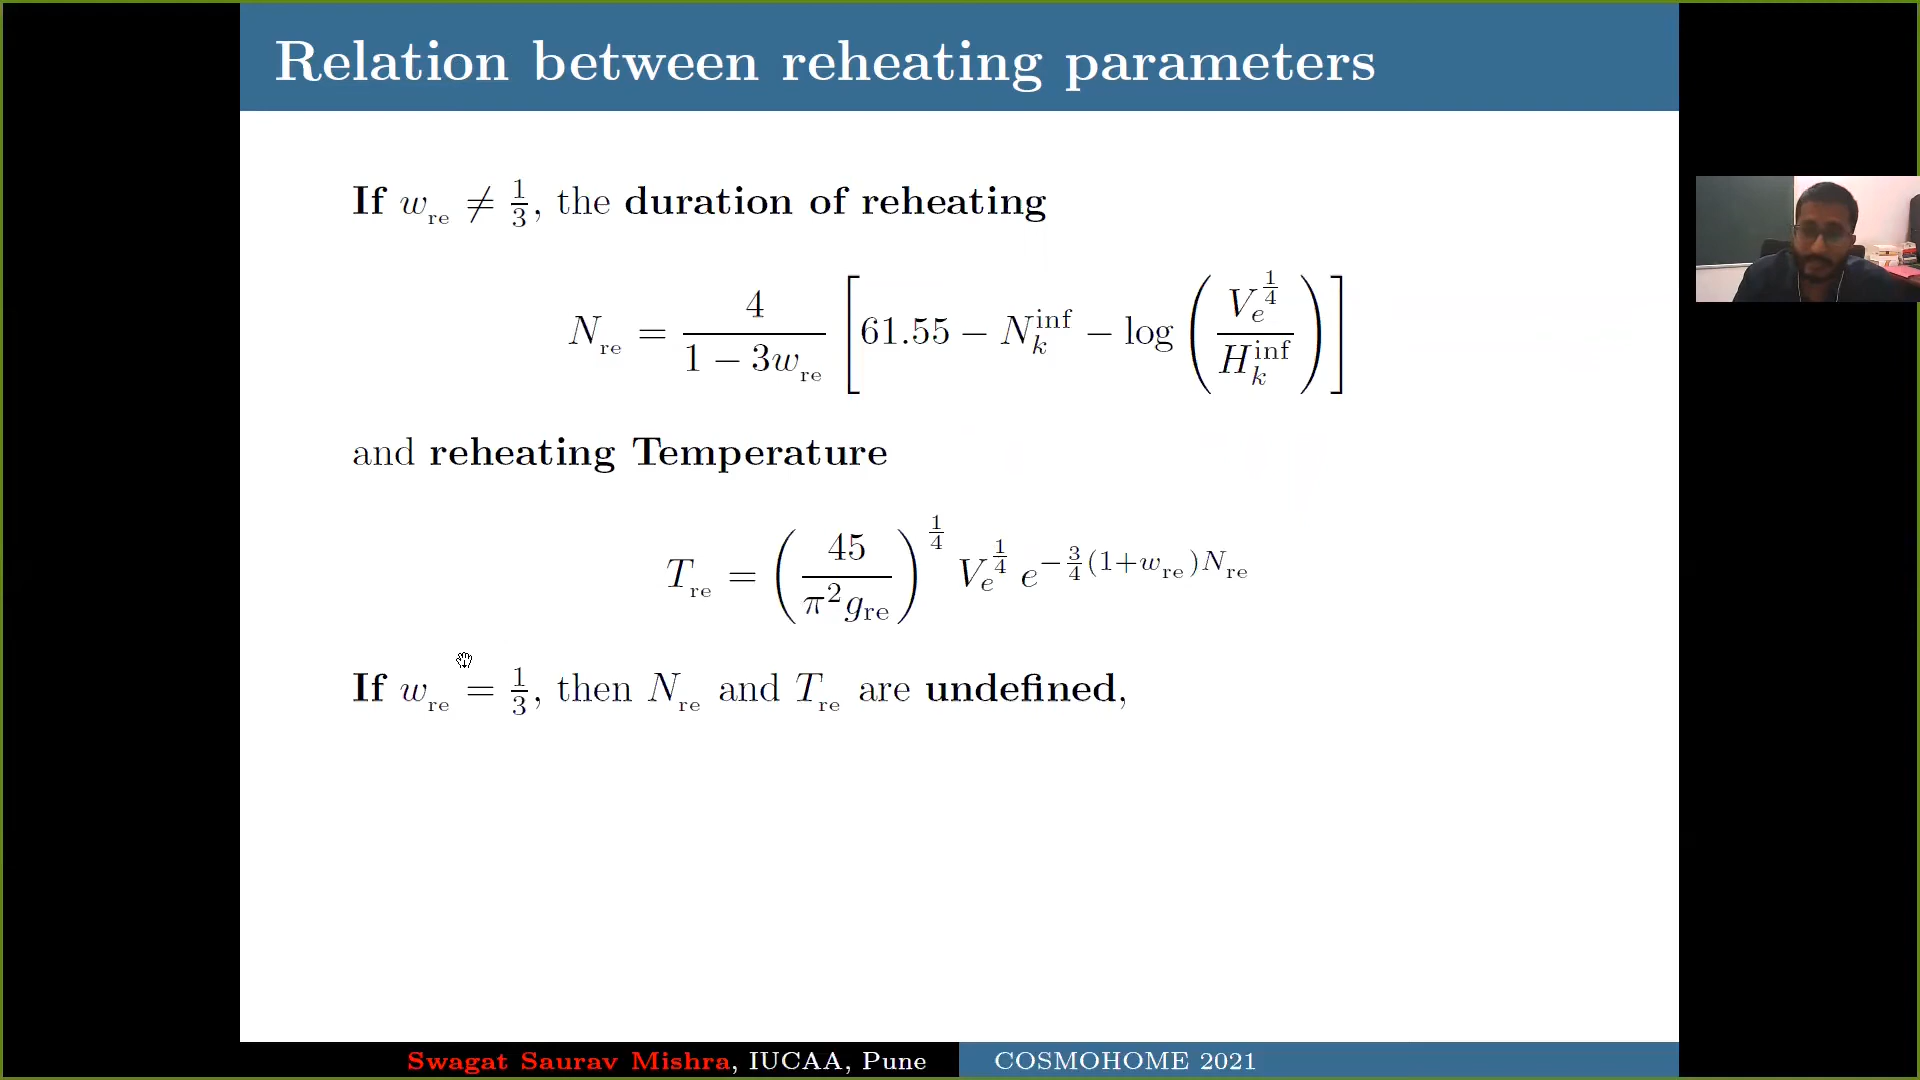 Relation between reheating parameters
If w_re ≠ 1/3, the duration of reheating
N_re = 4/(1 − 3w_re) [61.55 − N_k^inf − log(V_e^{1/4}/H_k^inf)]
and reheating Temperature
T_re = (45/(π² g_re))^{1/4} V_e^{1/4} e^{−3/4(1+w_re)N_re}
If w_re = 1/3, then N_re and T_re are undefined,
Swagat Saurav Mishra, IUCAA, Pune COSMOHOME 2021